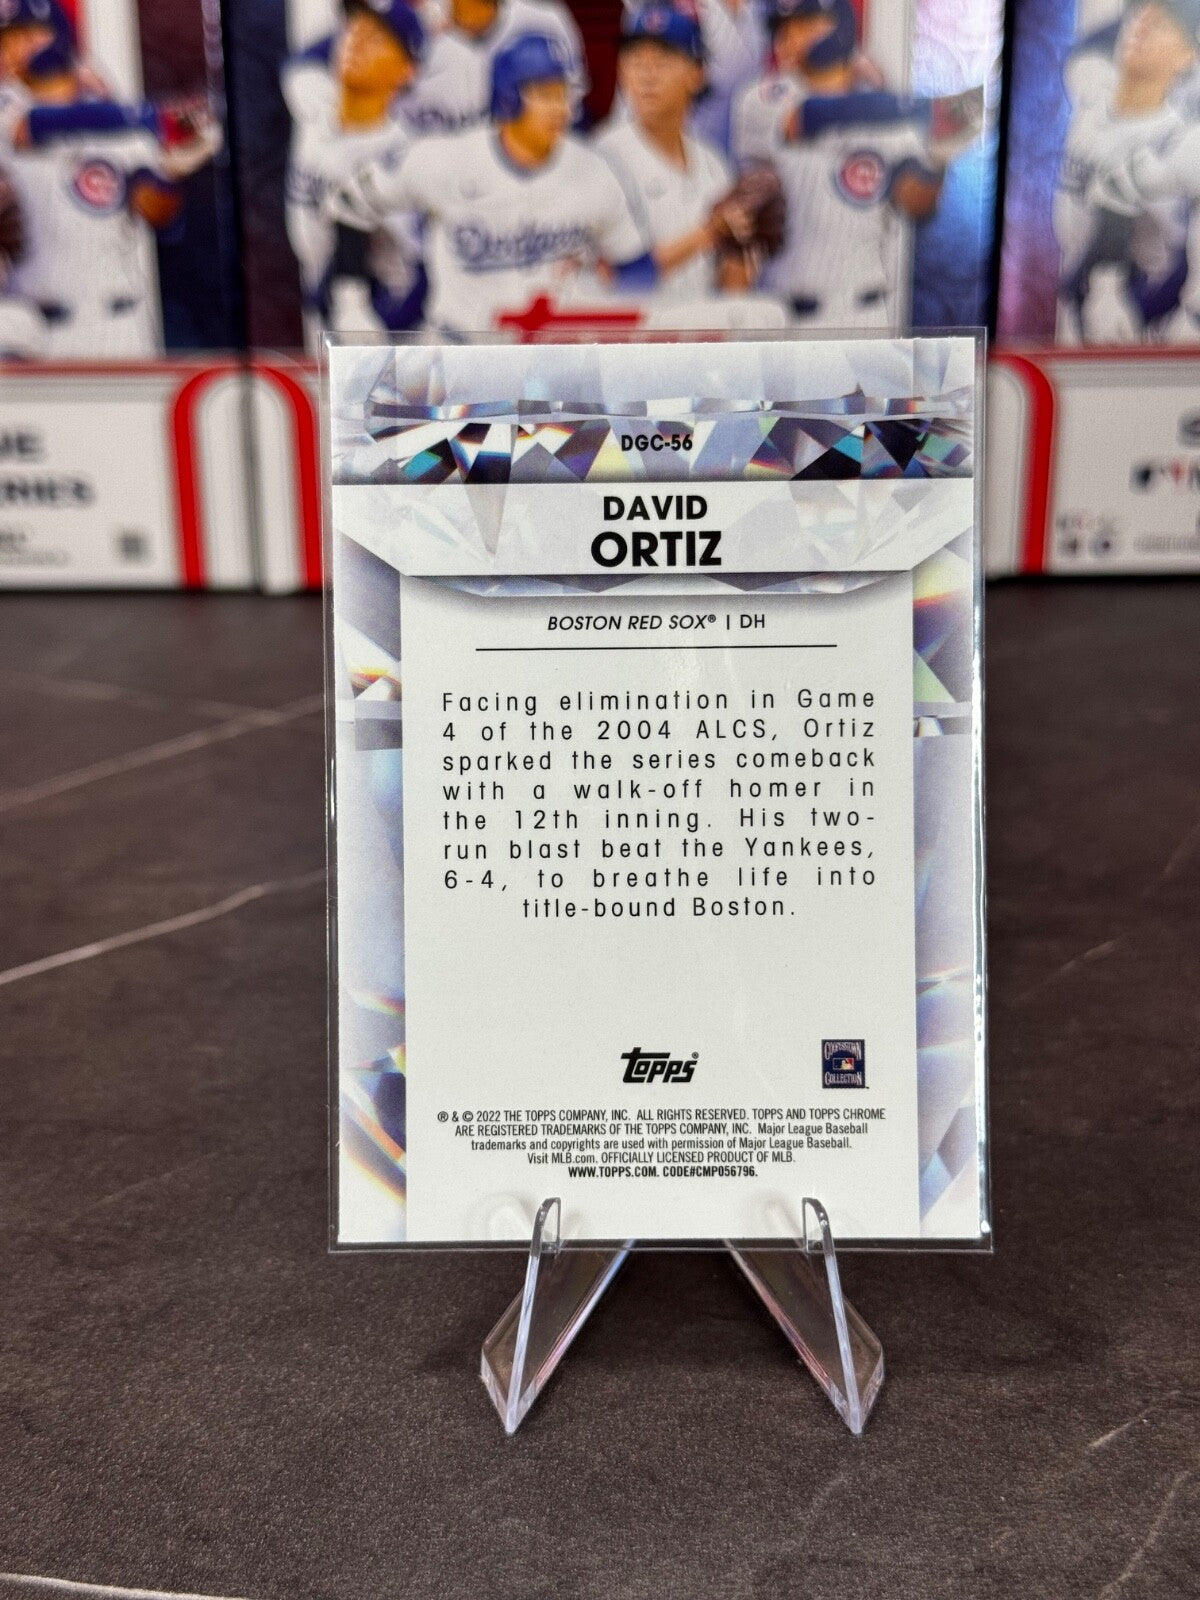 Dodgers
topps
DGC-56
DAVID
ORTIZ
BOSTON RED SOX® | DH
Facing elimination in Game
4 of the 2004 ALCS, Ortiz
sparked the series comeback
with a walk-off homer in
the 12th inning. His two-
run blast beat the Yankees,
6-4, to breathe life into
title-bound Boston.
topps®
COOPERSTOWN
COLLECTION
® & © 2022 THE TOPPS COMPANY, INC. ALL RIGHTS RESERVED. TOPPS AND TOPPS CHROME
ARE REGISTERED TRADEMARKS OF THE TOPPS COMPANY, INC. Major League Baseball
trademarks and copyrights are used with permission of Major League Baseball.
Visit MLB.com. OFFICIALLY LICENSED PRODUCT OF MLB.
WWW.TOPPS.COM. CODE#CMP056796.